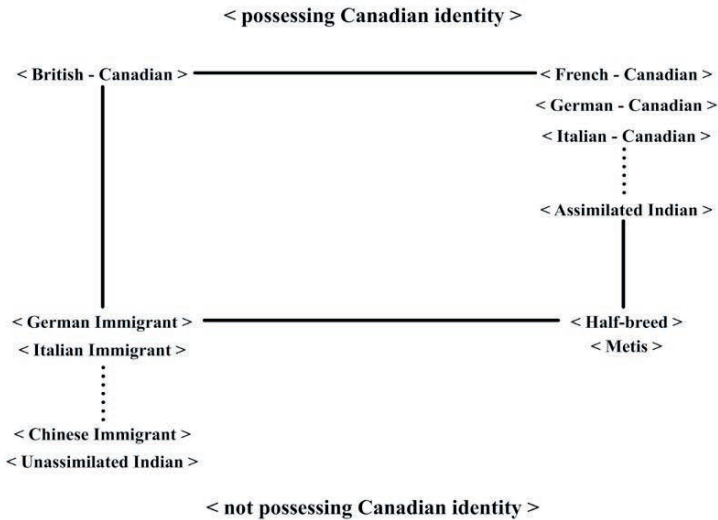 < possessing Canadian identity >
< British - Canadian >
< French - Canadian >
< German - Canadian >
< Italian - Canadian >
< Assimilated Indian >
< German Immigrant >
< Half-breed >
< Italian Immigrant >
< Metis >
< Chinese Immigrant >
< Unassimilated Indian >
< not possessing Canadian identity >